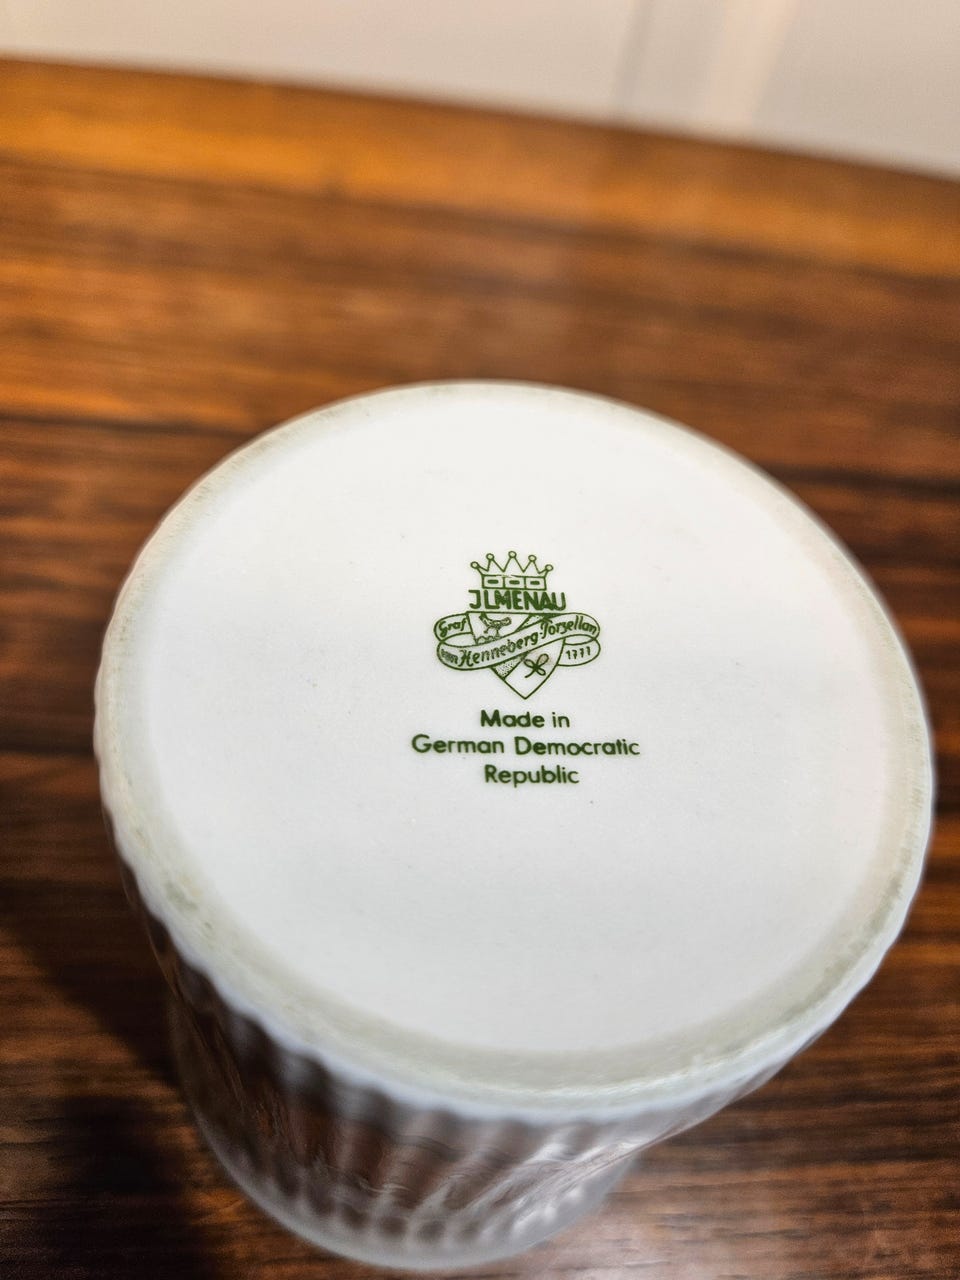 JLMENAU
Graf
von Henneberg-Porzellan
1777
Made in
German Democratic
Republic